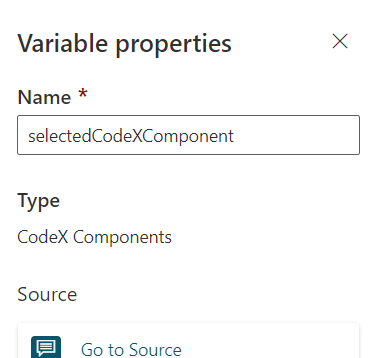 Variable properties
Name *
selectedCodeXComponent
Type
CodeX Components
Source
Go to Source